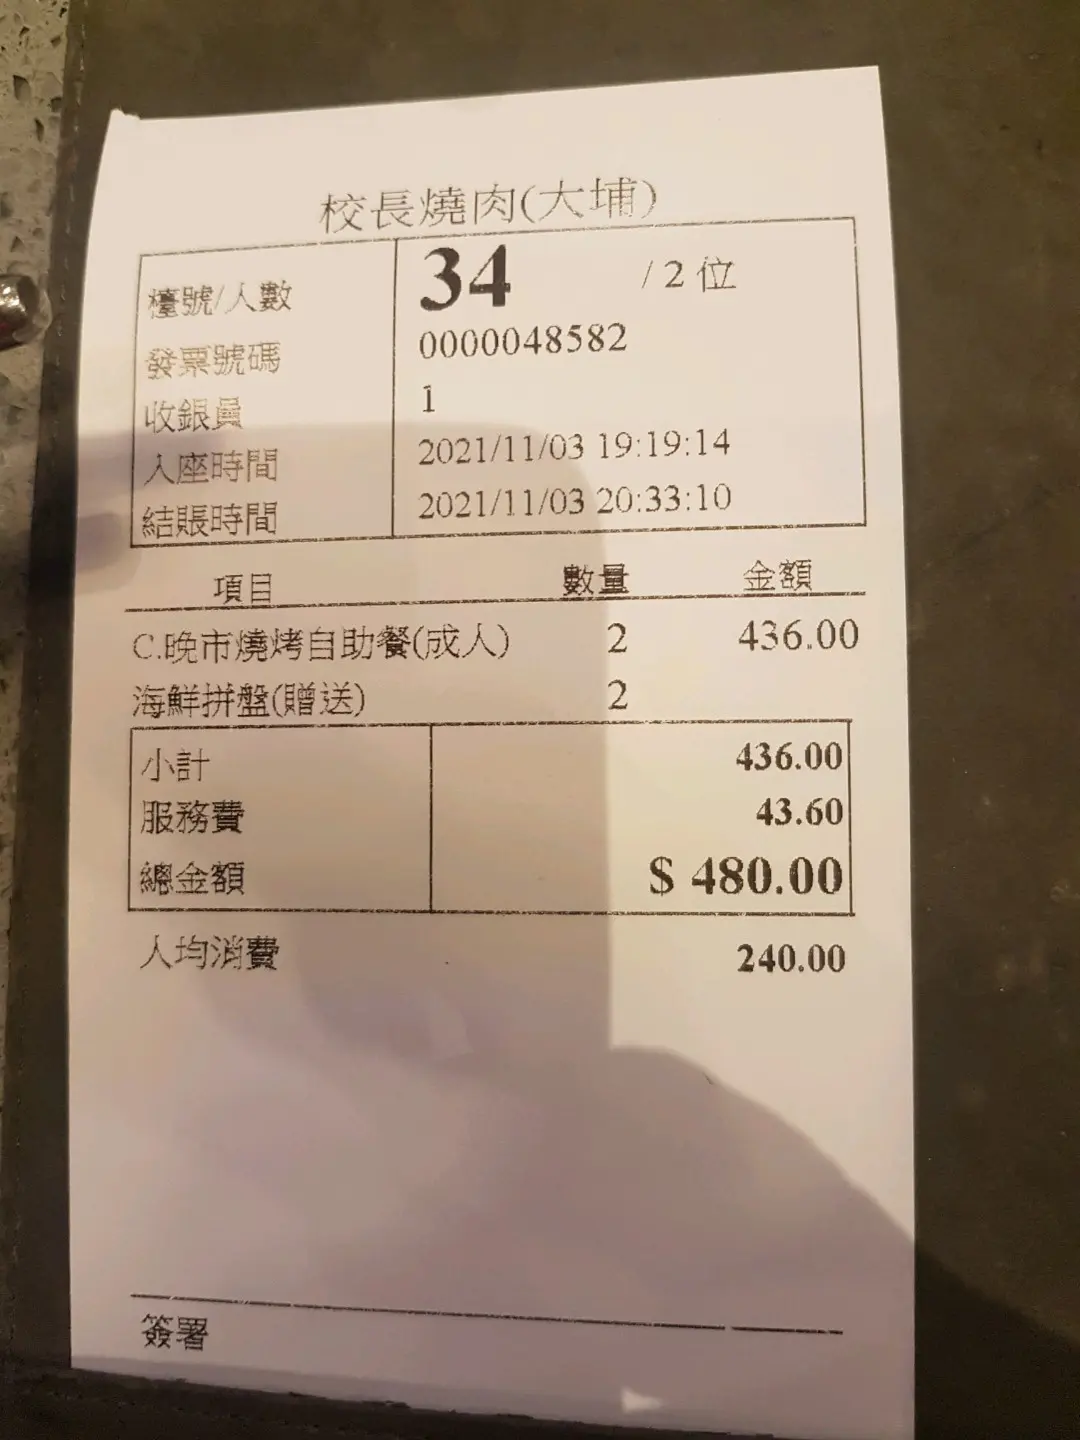 校長燒肉(大埔)
檯號/人數 34 /2位
發票號碼 0000048582
收銀員 1
入座時間 2021/11/03 19:19:14
結賬時間 2021/11/03 20:33:10
項目 數量 金額
C.晚市燒烤自助餐(成人) 2 436.00
海鮮拼盤(贈送) 2
小計 436.00
服務費 43.60
總金額 $ 480.00
人均消費 240.00
簽署